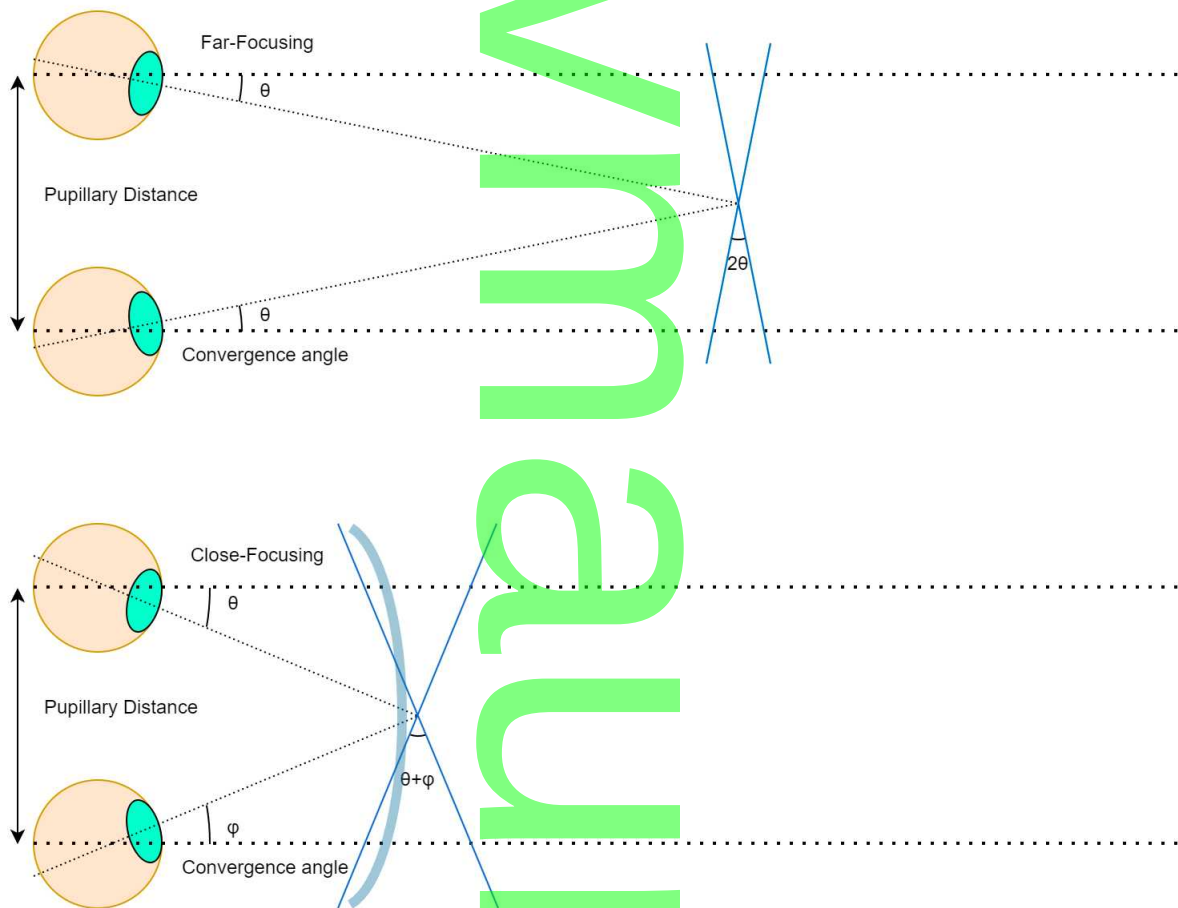 Far-Focusing
θ
Pupillary Distance
2θ
θ
Convergence angle
Close-Focusing
θ
Pupillary Distance
θ+φ
φ
Convergence angle